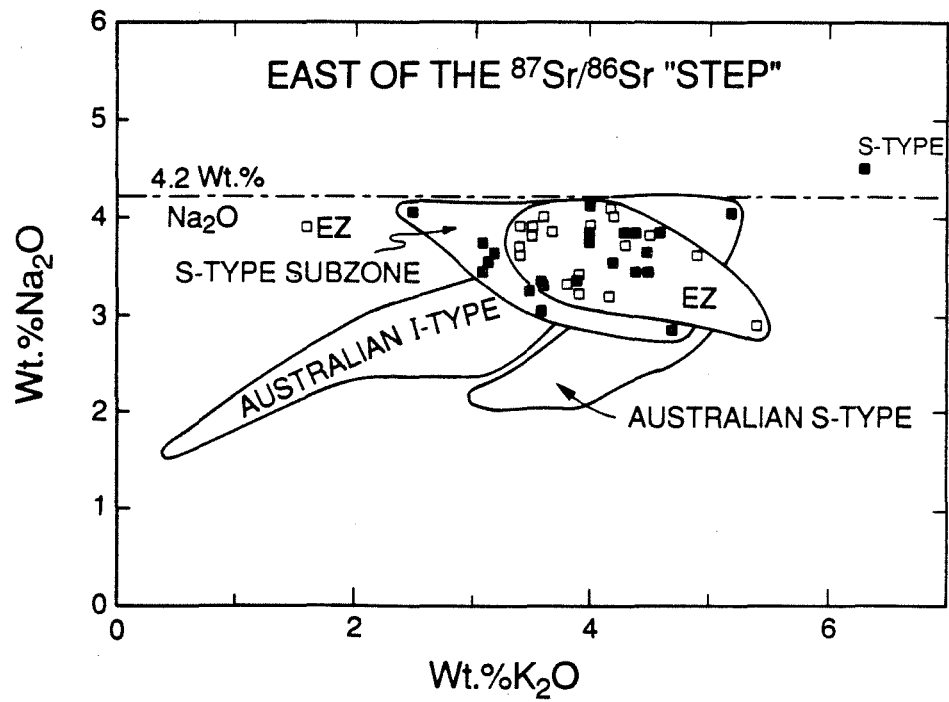 EAST OF THE ⁸⁷Sr/⁸⁶Sr "STEP"
S-TYPE
4.2 Wt.%
Na₂O
EZ
S-TYPE SUBZONE
EZ
AUSTRALIAN I-TYPE
AUSTRALIAN S-TYPE
Wt.%Na₂O
6
5
4
3
2
1
0
0
2
4
6
Wt.%K₂O